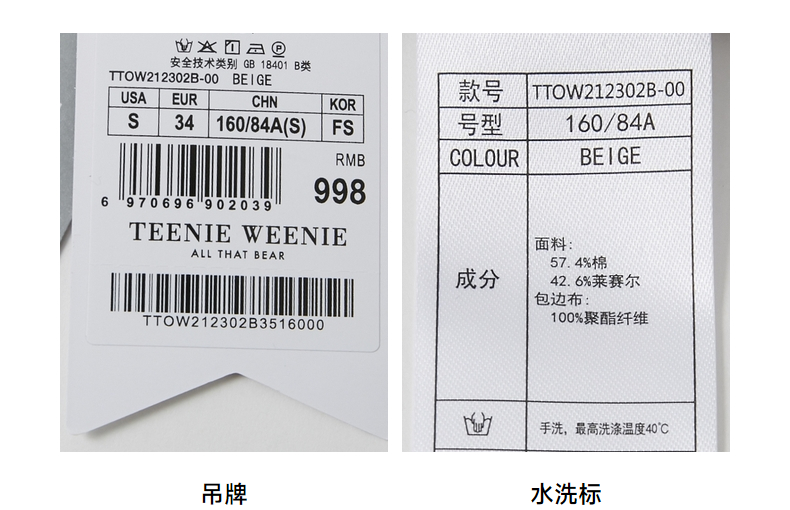 安全技术类别 GB 18401 B类
TTOW212302B-00 BEIGE
USA EUR CHN KOR
S 34 160/84A(S) FS
RMB
998
6 970696 902039
TEENIE WEENIE
ALL THAT BEAR
TTOW212302B3516000
款号 TTOW212302B-00
号型 160/84A
COLOUR BEIGE
成分
面料:
57.4%棉
42.6%莱赛尔
包边布:
100%聚酯纤维
手洗，最高洗涤温度40℃
吊牌
水洗标